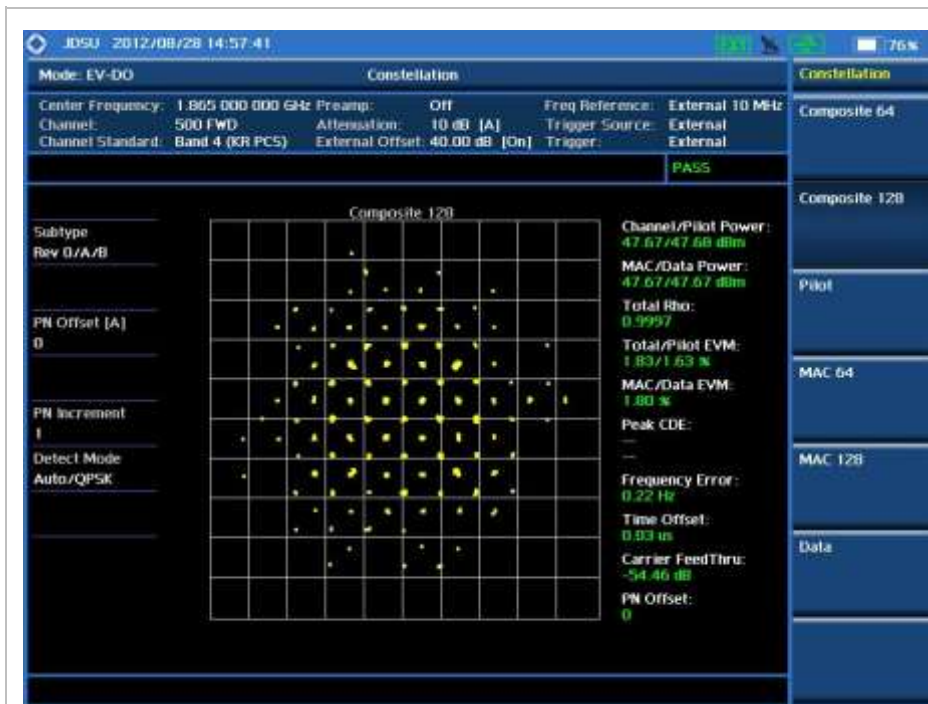 JDSU 2012/08/28 14:57:41
76%
Mode: EV-DO
Constellation
Constellation
Center Frequency: 1.865 000 000 GHz
Preamp: Off
Freq Reference: External 10 MHz
Channel: 500 FWD
Attenuation: 10 dB [A]
Trigger Source: External
Channel Standard: Band 4 (KR PCS)
External Offset: 40.00 dB [On]
Trigger: External
PASS
Composite 64
Composite 128
Pilot
MAC 64
MAC 128
Data
Subtype
Rev 0/A/B
PN Offset [A]
0
PN Increment
1
Detect Mode
Auto/QPSK
Composite 128
Channel/Pilot Power:
47.67/47.68 dBm
MAC/Data Power:
47.67/47.67 dBm
Total Rho:
0.9997
Total/Pilot EVM:
1.83/1.63 %
MAC/Data EVM:
1.80 %
Peak CDE:
---
---
Frequency Error:
0.22 Hz
Time Offset:
0.03 us
Carrier FeedThru:
-54.46 dB
PN Offset:
0